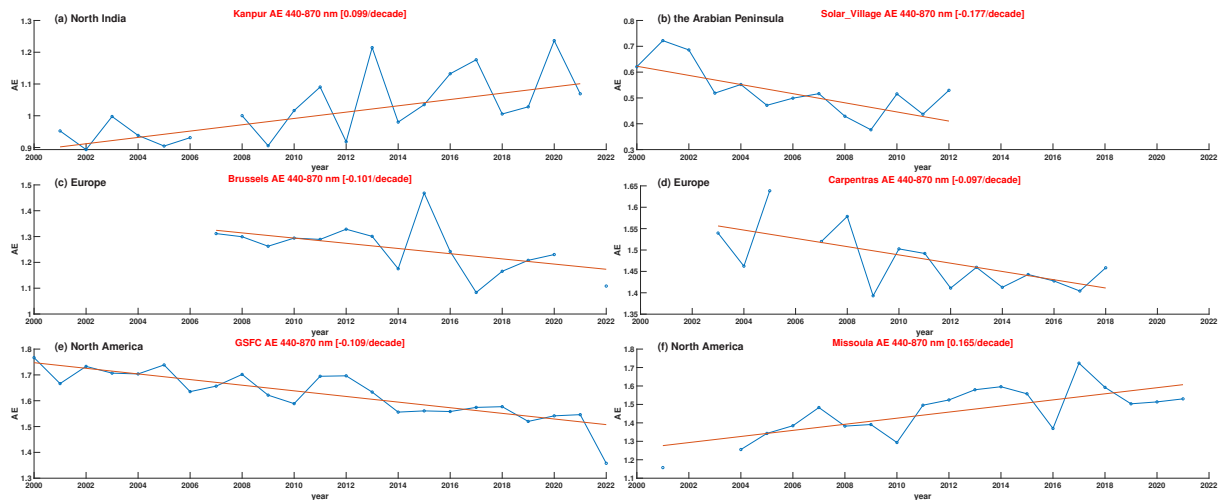 (a) North India
Kanpur AE 440-870 nm [0.099/decade]
1.3
1.2
1.1
1
0.9
AE
2000 2002 2004 2006 2008 2010 2012 2014 2016 2018 2020 2022
year
(b) the Arabian Peninsula
Solar_Village AE 440-870 nm [-0.177/decade]
0.8
0.7
0.6
0.5
0.4
0.3
AE
2000 2002 2004 2006 2008 2010 2012 2014 2016 2018 2020 2022
year
(c) Europe
Brussels AE 440-870 nm [-0.101/decade]
1.5
1.4
1.3
1.2
1.1
1
AE
2000 2002 2004 2006 2008 2010 2012 2014 2016 2018 2020 2022
year
(d) Europe
Carpentras AE 440-870 nm [-0.097/decade]
1.65
1.6
1.55
1.5
1.45
1.4
1.35
AE
2000 2002 2004 2006 2008 2010 2012 2014 2016 2018 2020 2022
year
(e) North America
GSFC AE 440-870 nm [-0.109/decade]
1.8
1.7
1.6
1.5
1.4
1.3
AE
2000 2002 2004 2006 2008 2010 2012 2014 2016 2018 2020 2022
year
(f) North America
Missoula AE 440-870 nm [0.165/decade]
1.8
1.7
1.6
1.5
1.4
1.3
1.2
1.1
AE
2000 2002 2004 2006 2008 2010 2012 2014 2016 2018 2020 2022
year